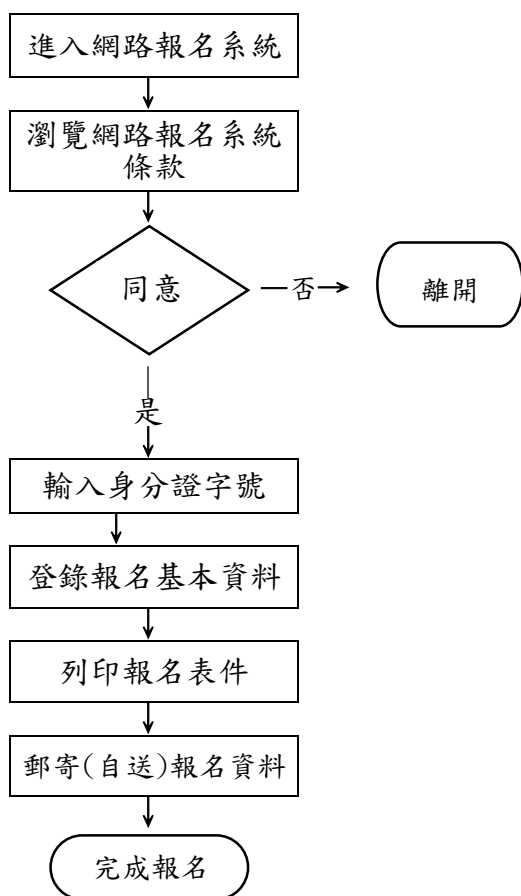 進入網路報名系統
瀏覽網路報名系統
條款
同意
否
離開
是
輸入身分證字號
登錄報名基本資料
列印報名表件
郵寄(自送)報名資料
完成報名